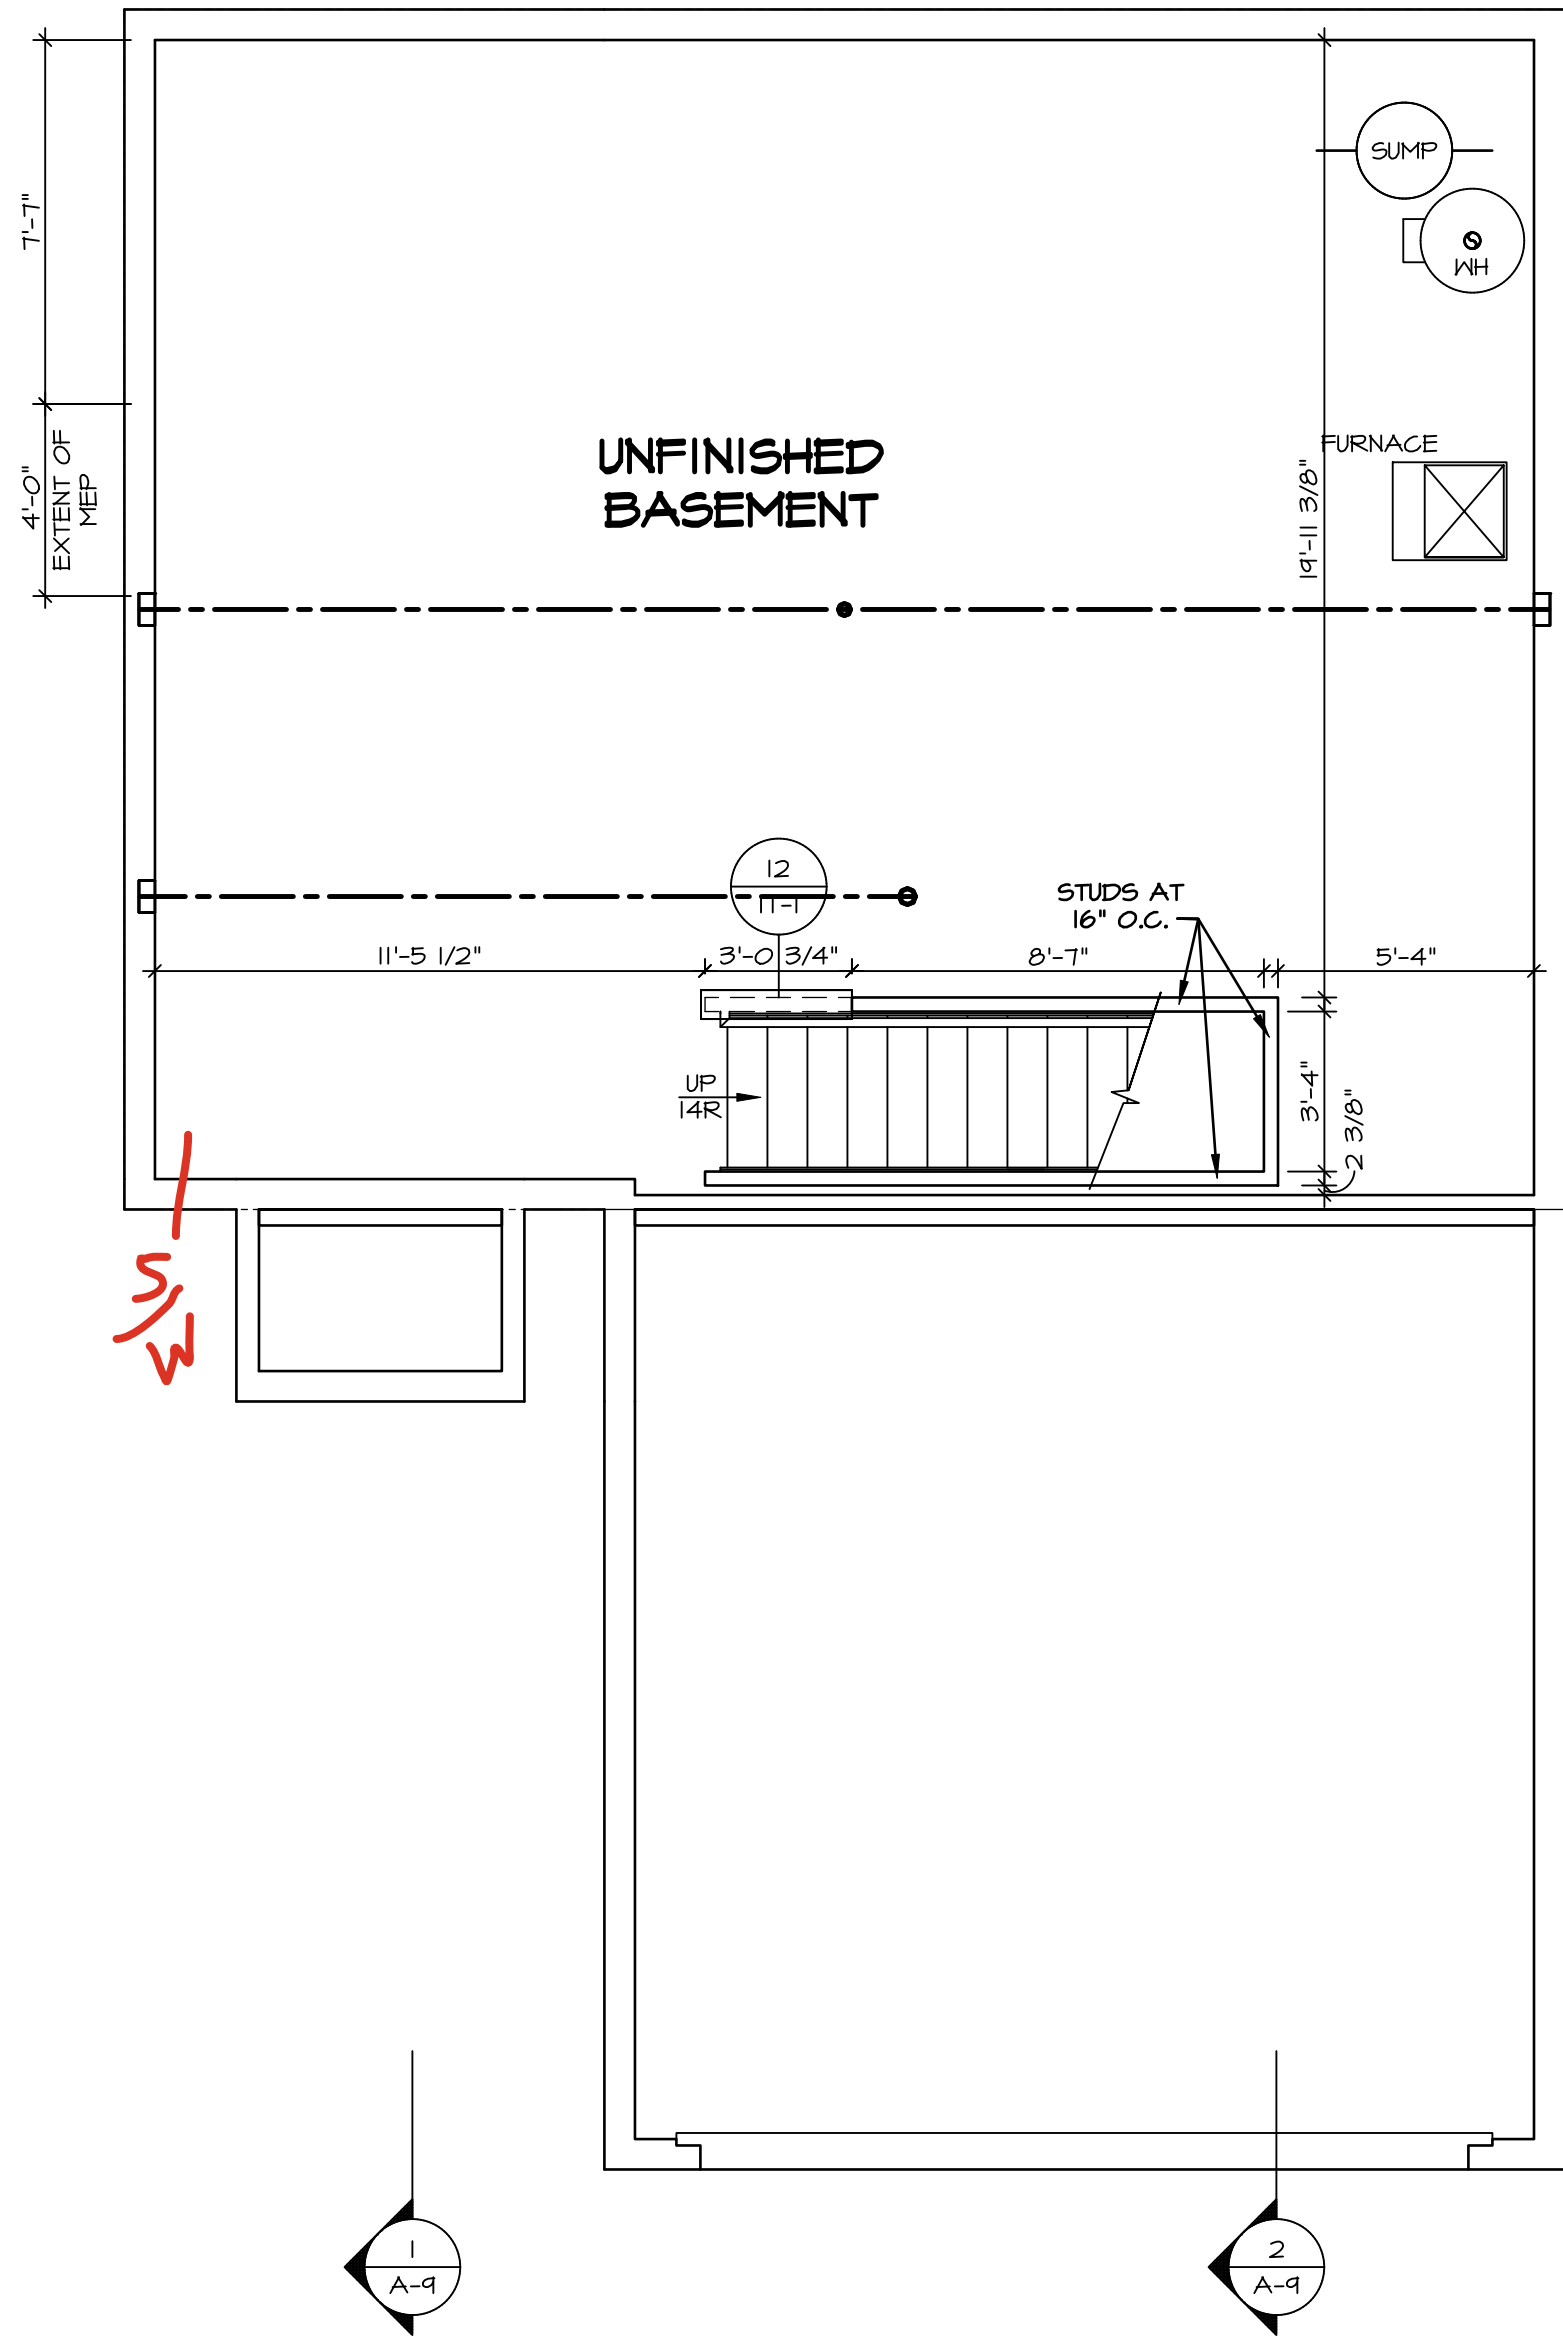 SUMP
WH
7'-7"
4'-0"
EXTENT OF
MEP
UNFINISHED
BASEMENT
FURNACE
19'-11 3/8"
12
TT-1
STUDS AT
16" O.C.
11'-5 1/2"
3'-0 3/4"
8'-7"
5'-4"
UP
14R
3'-4"
2 3/8"
S/W
1
A-9
2
A-9